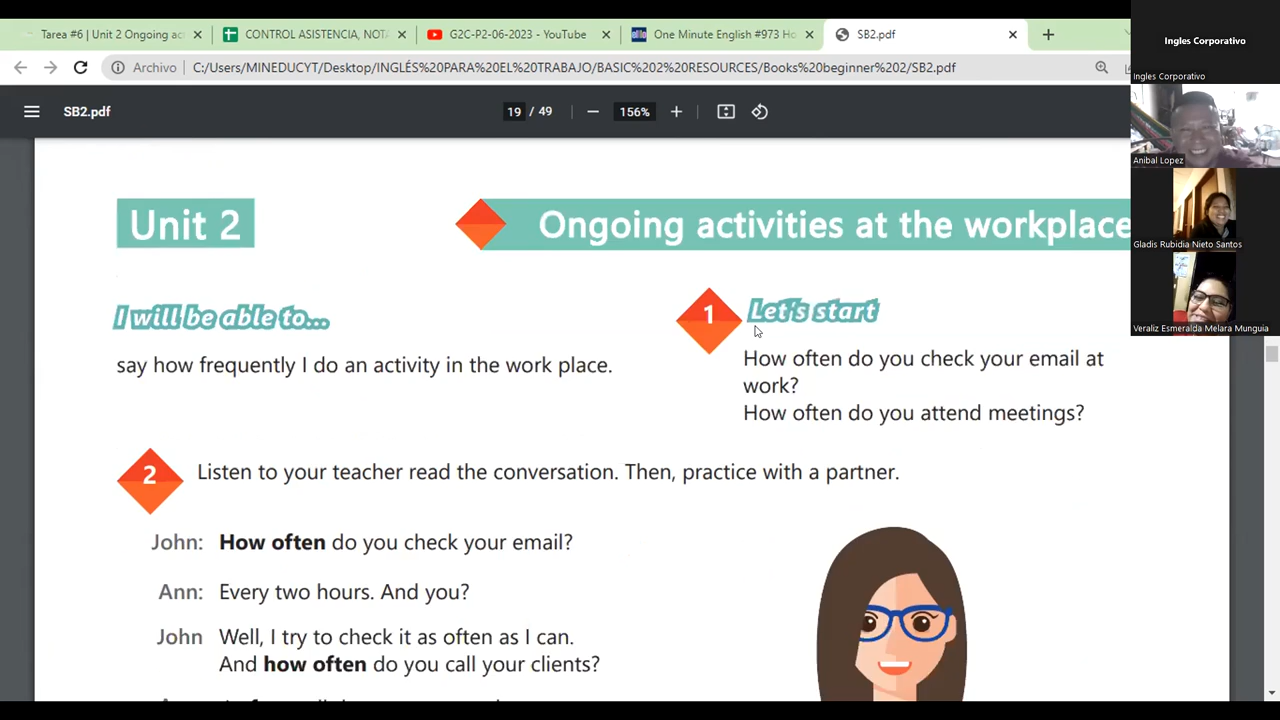 Tarea #6 | Unit 2 Ongoing ac
CONTROL ASISTENCIA, NOTA
G2C-P2-06-2023 - YouTube
ello
One Minute English #973 Ho
SB2.pdf
Archivo
C:/Users/MINEDUCYT/Desktop/INGLÉS%20PARA%20EL%20TRABAJO/BASIC%202%20RESOURCES/Books%20beginner%202/SB2.pdf
SB2.pdf
19 / 49
156%
Ingles Corporativo
Ingles Corporativo
Anibal Lopez
Gladis Rubidia Nieto Santos
Veraliz Esmeralda Melara Munguia
Unit 2
Ongoing activities at the workplace
I will be able to...
say how frequently I do an activity in the work place.
1
Let's start
How often do you check your email at
work?
How often do you attend meetings?
2
Listen to your teacher read the conversation. Then, practice with a partner.
John: How often do you check your email?
Ann: Every two hours. And you?
John Well, I try to check it as often as I can.
And how often do you call your clients?